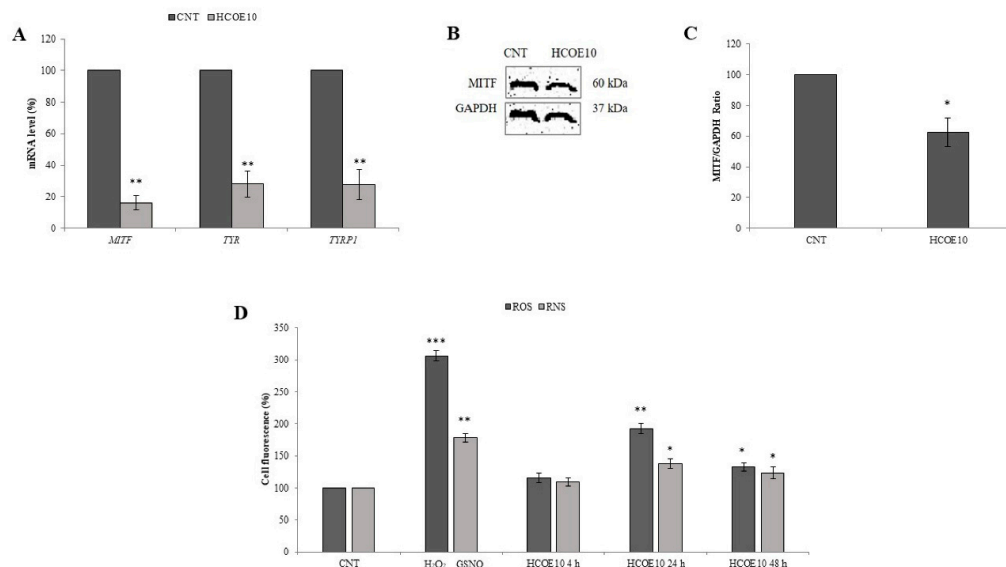 CNT HCOE10
A
mRNA level (%)
120
100
80
60
40
20
0
**
**
**
MITF TYR TYRP1
B
CNT HCOE10
MITF 60 kDa
GAPDH 37 kDa
C
MITF/GAPDH Ratio
120
100
80
60
40
20
0
*
CNT HCOE10
D
ROS RNS
Cell fluorescence (%)
350
300
250
200
150
100
50
0
***
**
**
*
*
*
CNT H₂O₂ GSNO HCOE10 4 h HCOE10 24 h HCOE10 48 h